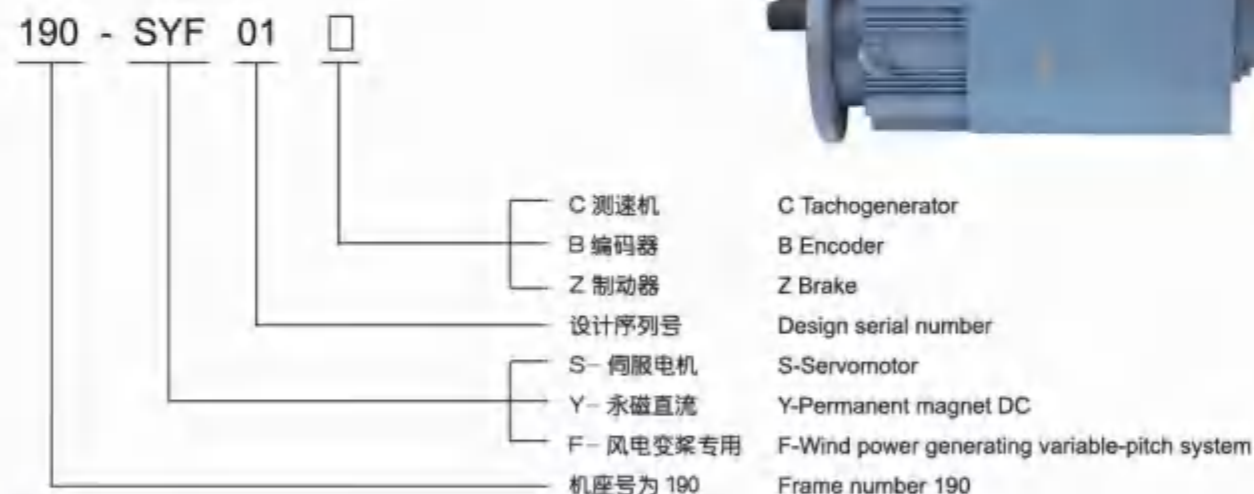 190 - SYF 01 □
C 测速机 C Tachogenerator
B 编码器 B Encoder
Z 制动器 Z Brake
设计序列号 Design serial number
S- 伺服电机 S-Servomotor
Y- 永磁直流 Y-Permanent magnet DC
F- 风电变桨专用 F-Wind power generating variable-pitch system
机座号为 190 Frame number 190